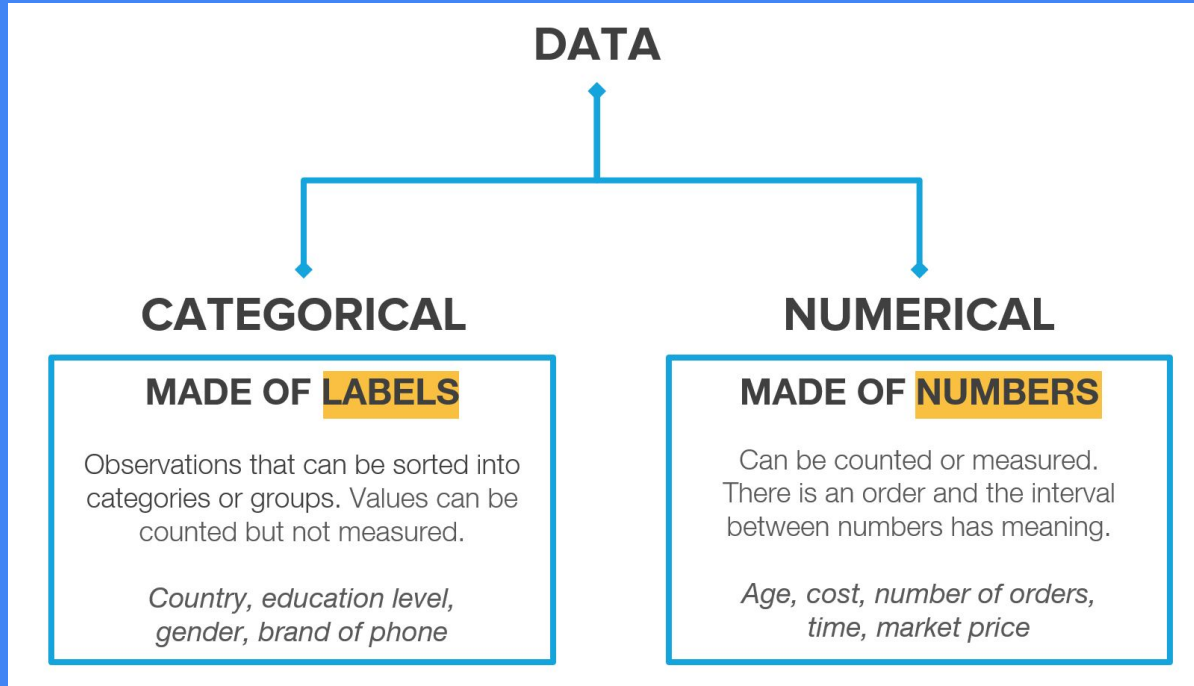 DATA
CATEGORICAL
MADE OF LABELS
Observations that can be sorted into
categories or groups. Values can be
counted but not measured.
Country, education level,
gender, brand of phone
NUMERICAL
MADE OF NUMBERS
Can be counted or measured.
There is an order and the interval
between numbers has meaning.
Age, cost, number of orders,
time, market price